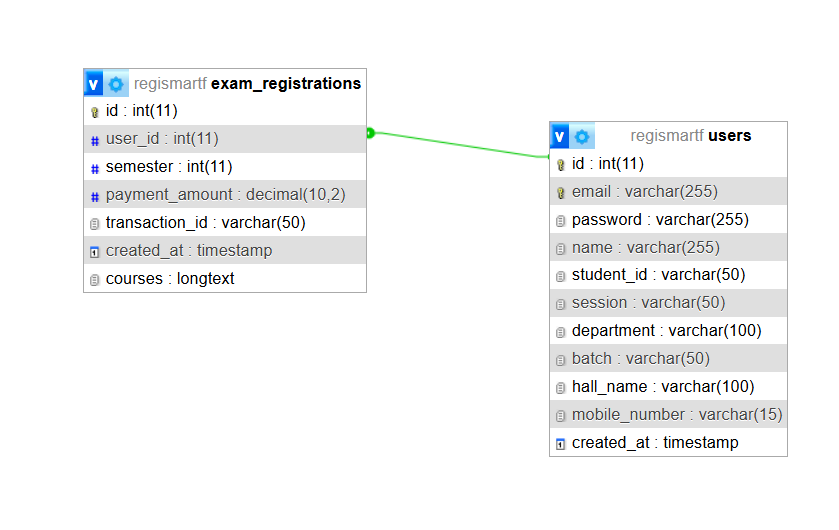 v regismartf exam_registrations
id : int(11)
# user_id : int(11)
# semester : int(11)
# payment_amount : decimal(10,2)
transaction_id : varchar(50)
created_at : timestamp
courses : longtext
v regismartf users
id : int(11)
email : varchar(255)
password : varchar(255)
name : varchar(255)
student_id : varchar(50)
session : varchar(50)
department : varchar(100)
batch : varchar(50)
hall_name : varchar(100)
mobile_number : varchar(15)
created_at : timestamp